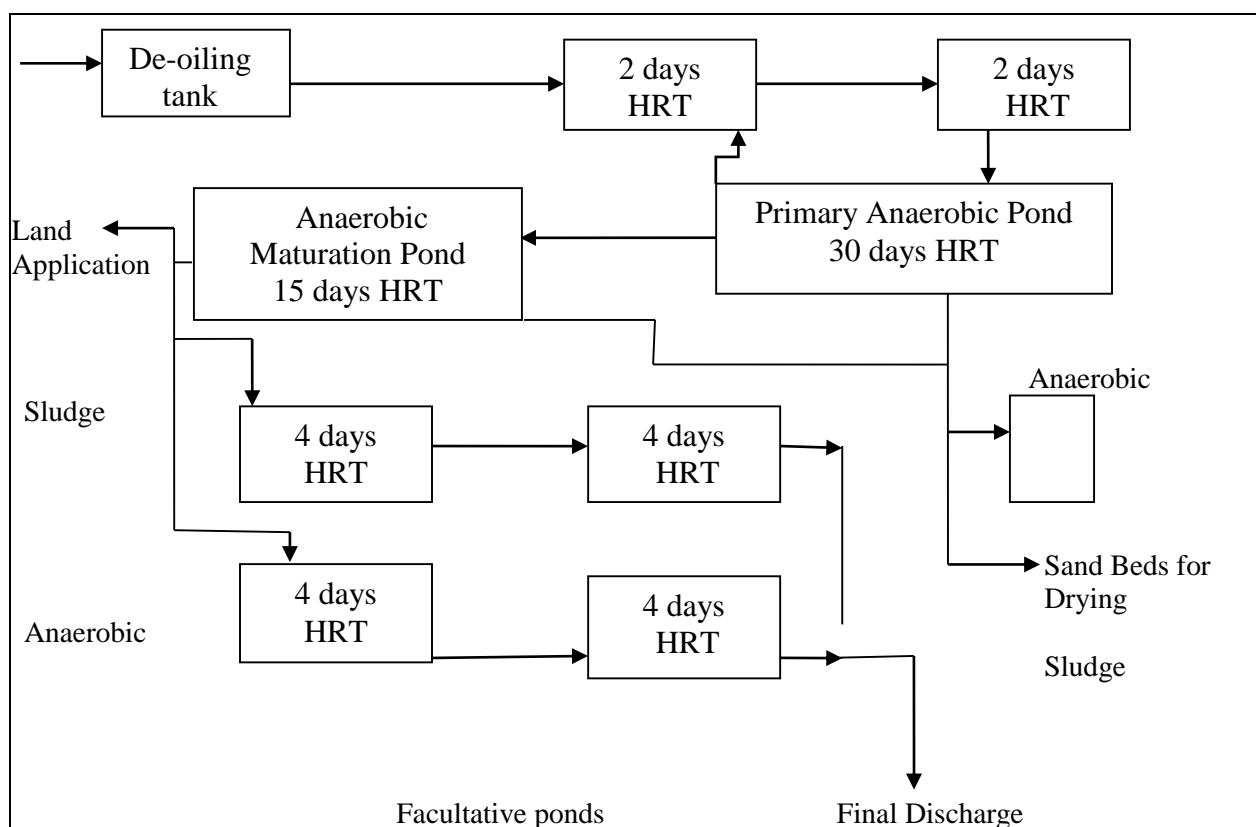 De-oiling
tank
2 days
HRT
2 days
HRT
Primary Anaerobic Pond
30 days HRT
Anaerobic
Maturation Pond
15 days HRT
Land
Application
Anaerobic
Sludge
4 days
HRT
4 days
HRT
4 days
HRT
4 days
HRT
Sand Beds for
Drying
Anaerobic
Sludge
Facultative ponds
Final Discharge